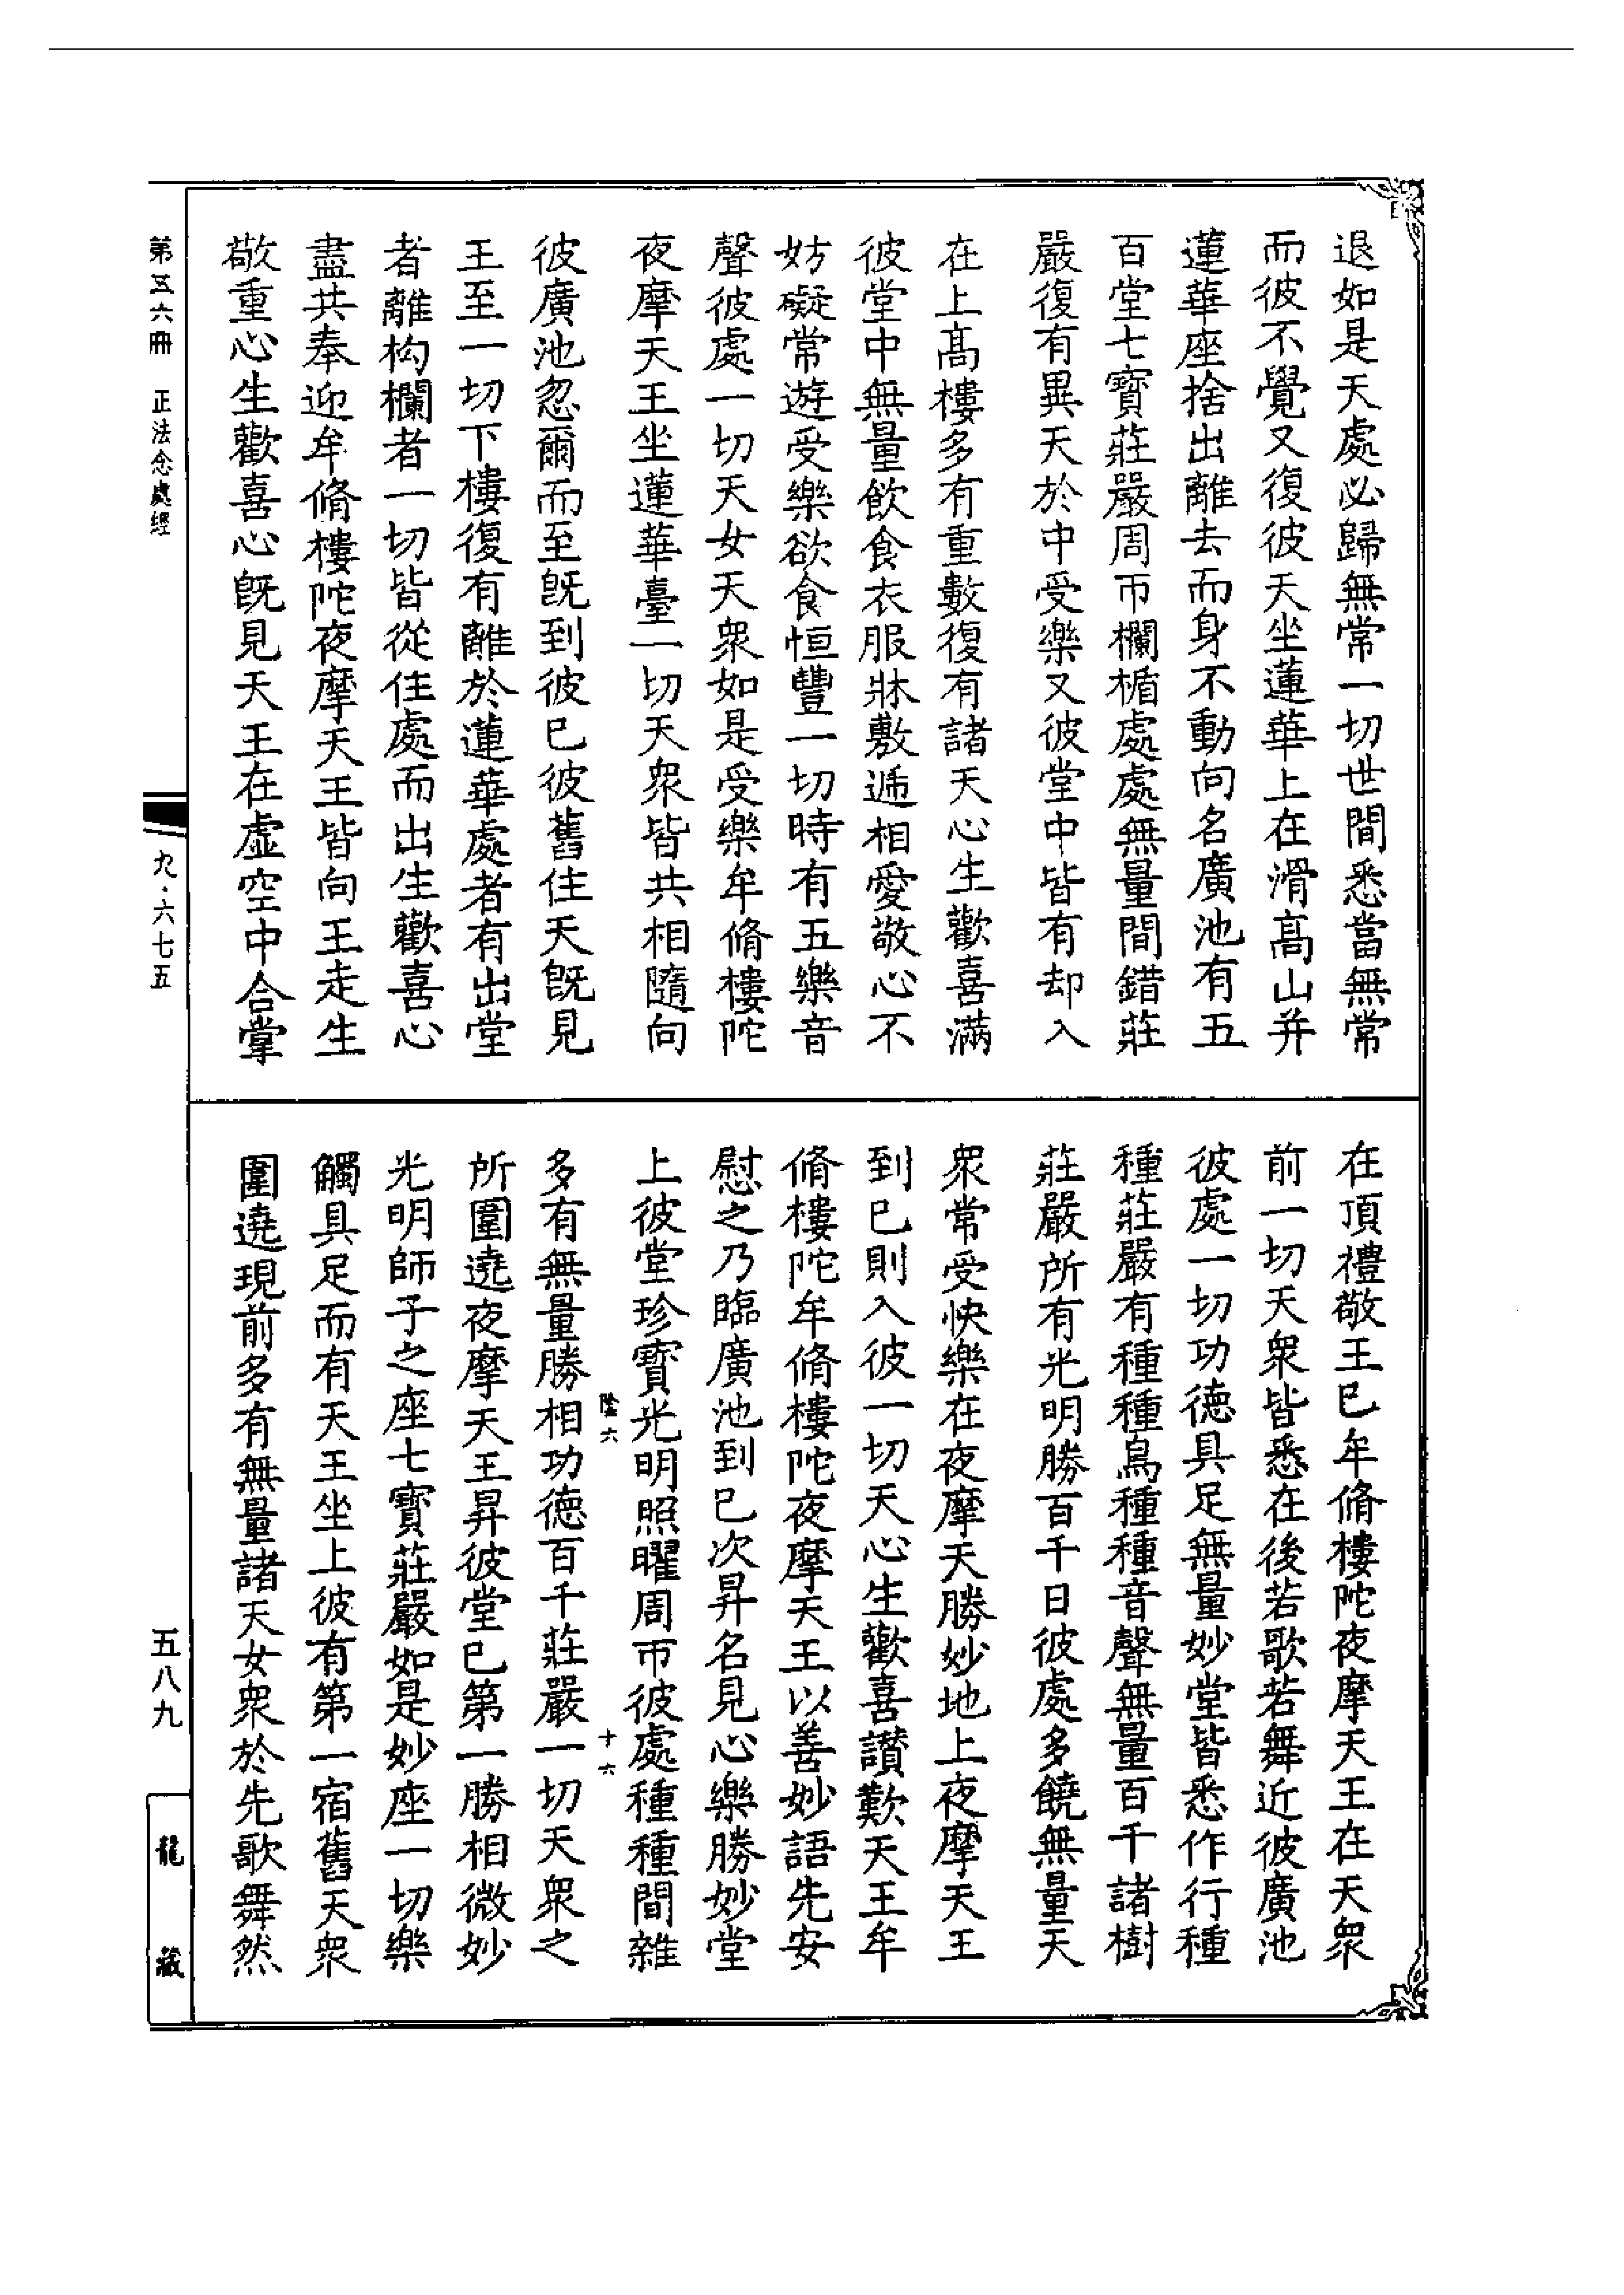 退如是天處必歸無常一切世間悉當無常
而彼不覺又復彼天坐蓮華上在滑高山并
蓮華座捨出離去而身不動向名廣池有五
百堂七寶莊嚴周帀欄楯處處無量間錯莊
嚴復有異天於中受樂又彼堂中皆有却入
在上髙樓多有重數復有諸天心生歡喜滿
彼堂中無量飲食衣服牀敷遞相愛敬心不
妨礙常遊受樂欲食恒豐一切時有五樂音
聲彼處一切天女天衆如是受樂牟脩樓陀
夜摩天王坐蓮華臺一切天衆皆共相隨向
彼廣池忽爾而至旣到彼已彼舊住天旣見
王至一切下樓復有離於蓮華處者有出堂
者離构欄者一切皆從住處而出生歡喜心
盡共奉迎牟脩樓陀夜摩天王皆向王走生
敬重心生歡喜心旣見天王在虛空中合掌
在頂禮敬王已牟脩樓陀夜摩天王在天衆
前一切天衆皆悉在後若歌若舞近彼廣池
彼處一切功德具足無量妙堂皆悉作行種
種莊嚴有種種鳥種種音聲無量百千諸樹
莊嚴所有光明勝百千日彼處多饒無量天
衆常受快樂在夜摩天勝妙地上夜摩天王
到已則入彼一切天心生歡喜讃歎天王牟
脩樓陀牟脩樓陀夜摩天王以善妙語先安
慰之乃臨廣池到已次昇名見心樂勝妙堂
上彼堂珍寶光明照曜周帀彼處種種間雜
陰六
十六
多有無量勝相功德百千莊嚴一切天衆之
所圍遶夜摩天王昇彼堂已第一勝相微妙
光明師子之座七寶莊嚴如是妙座一切樂
觸具足而有天王坐上彼有第一宿舊天衆
圍遶現前多有無量諸天女衆於先歌舞然
第五六冊 正法念處經
九·六七五
五八九
龍藏